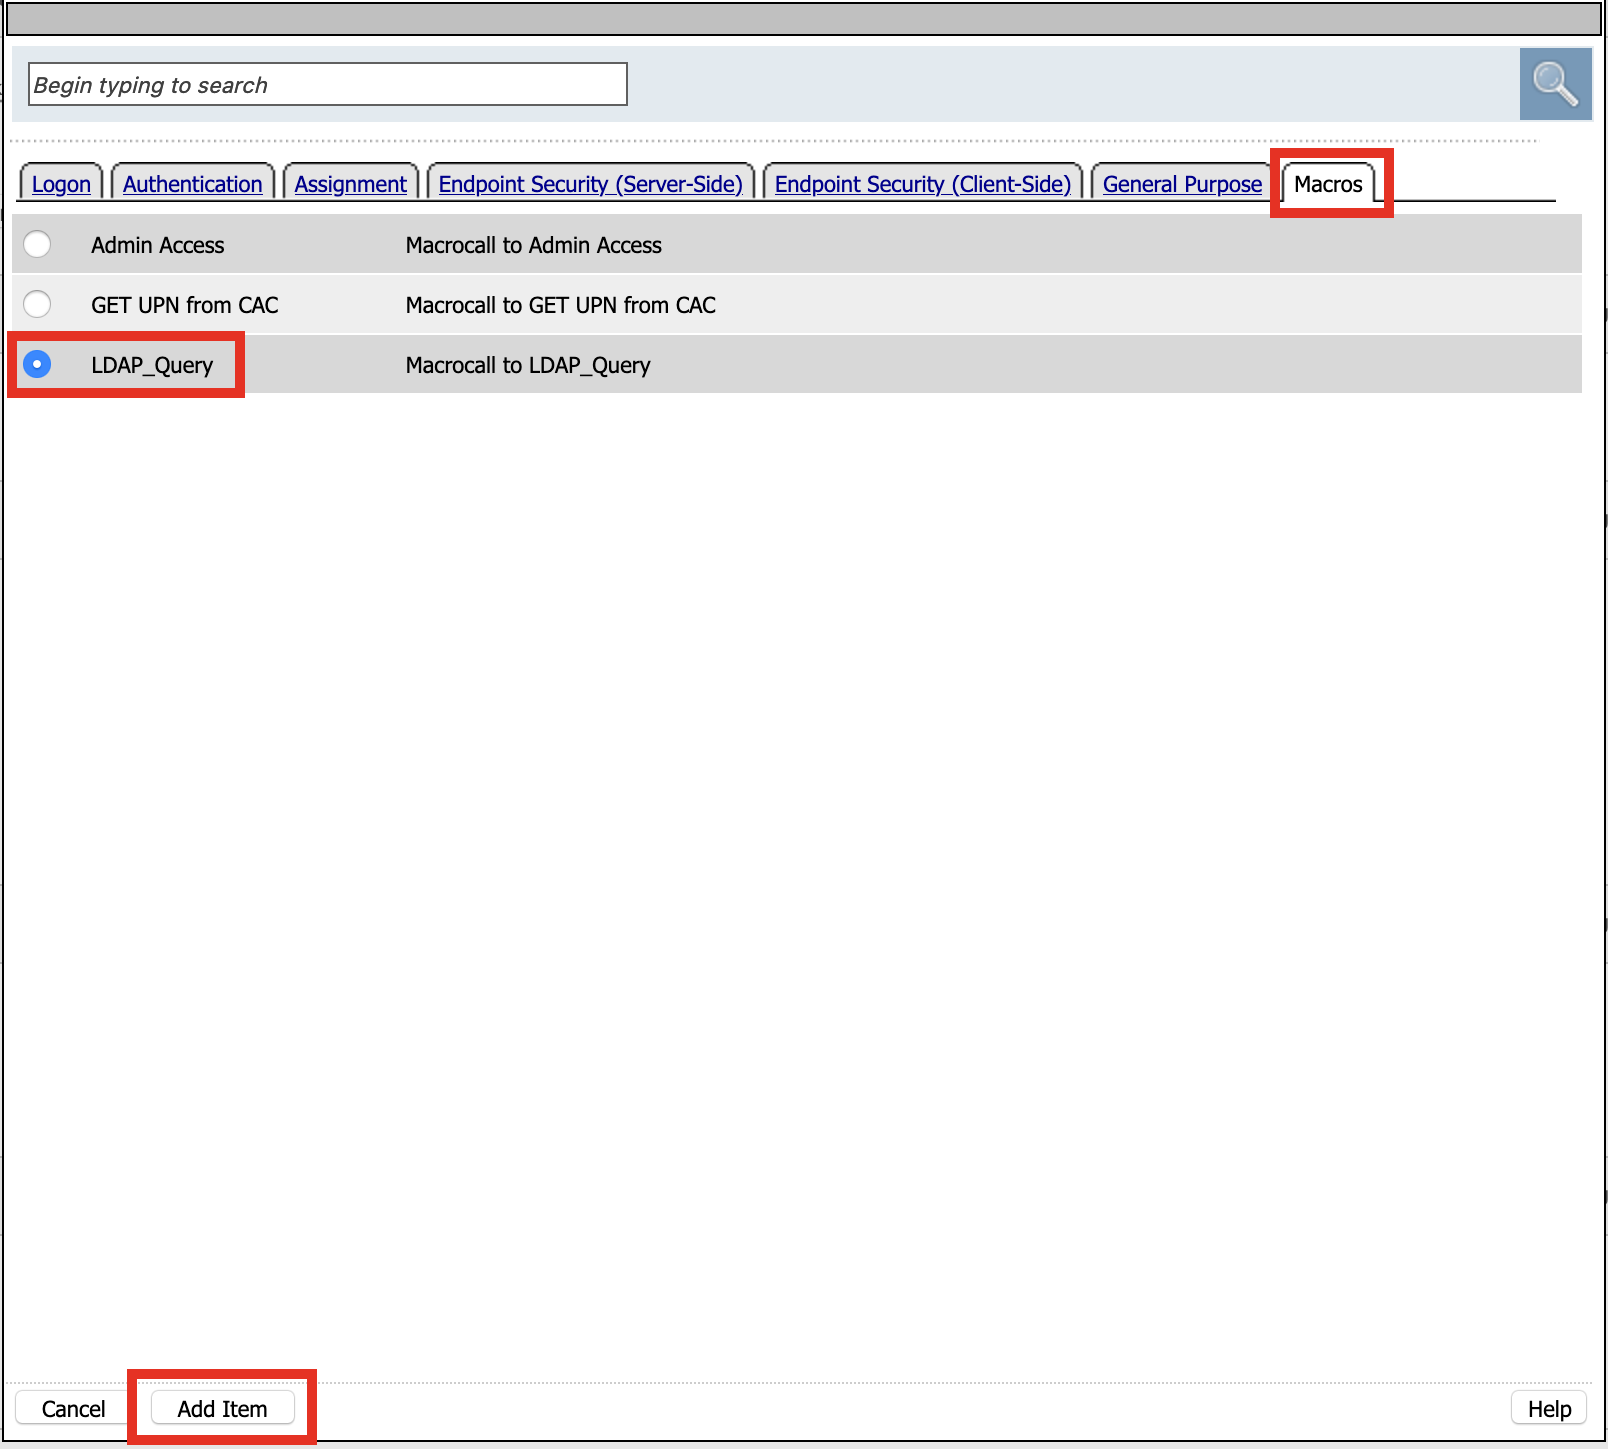 Begin typing to search
Logon Authentication Assignment Endpoint Security (Server-Side) Endpoint Security (Client-Side) General Purpose Macros
Admin Access Macrocall to Admin Access
GET UPN from CAC Macrocall to GET UPN from CAC
LDAP_Query Macrocall to LDAP_Query
Cancel Add Item Help